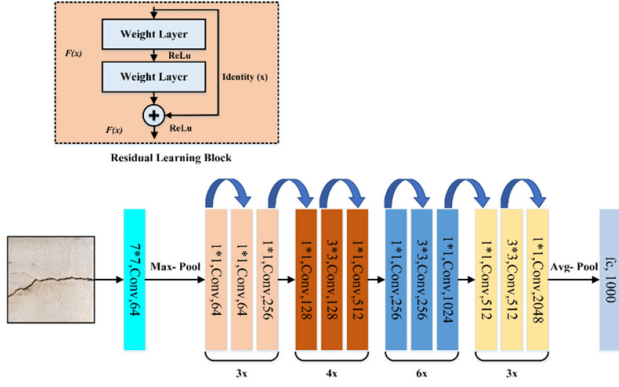 Weight Layer
F(x)
ReLu
Weight Layer
Identity (x)
+
F(x)
ReLu
Residual Learning Block
7*7,Conv,64
Max- Pool
1*1,Conv,64
1*1,Conv,64
1*1,Conv,256
1*1,Conv,128
3*3,Conv,128
1*1,Conv,512
1*1,Conv,256
3*3,Conv,256
1*1,Conv,1024
1*1,Conv,512
3*3,Conv,512
1*1,Conv,2048
Avg- Pool
fc, 1000
3x
4x
6x
3x